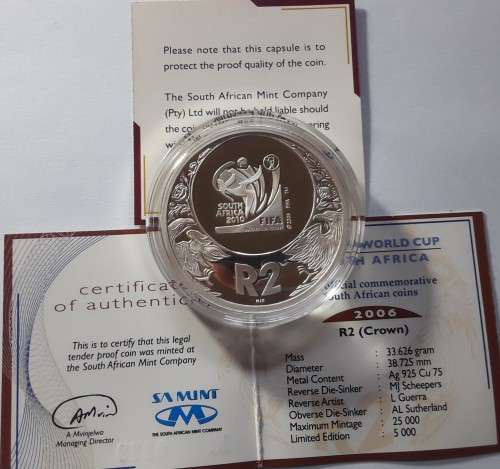 Please note that this capsule is to
protect the proof quality of the coin.
The South African Mint Company
(Pty) Ltd will not be held liable should
the coin
SOUTH
AFRICA
2010
FIFA
R2
certificate
of authentic
This is to certify that this legal
tender proof coin was minted at
the South African Mint Company
A Mvinjelwa
Managing Director
SA MINT
THE SOUTH AFRICAN MINT COMPANY
WORLD CUP
AFRICA
official commemorative
South African coins
2006
R2 (Crown)
Mass : 33.626 gram
Diameter : 38.725 mm
Metal Content : Ag 925 Cu 75
Reverse Die-Sinker : MJ Scheepers
Reverse Artist : L Guerra
Obverse Die-Sinker : AL Sutherland
Maximum Mintage : 25 000
Limited Edition : 5 000